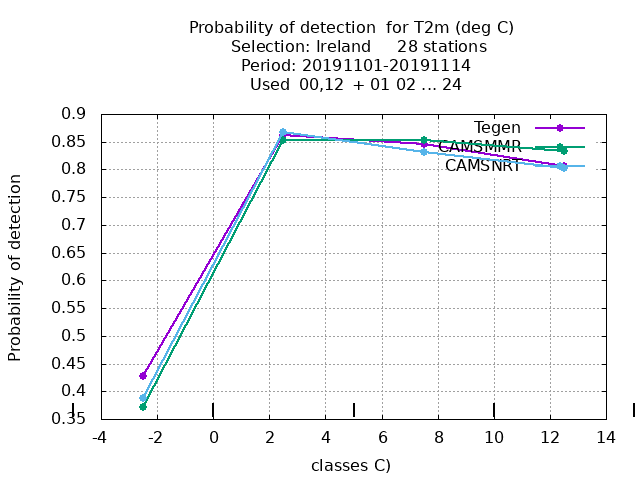 Probability of detection  for T2m (deg C)
Selection: Ireland     28 stations
Period: 20191101-20191114
Used  00,12  + 01 02 ... 24
Probability of detection
0.9
0.85
0.8
0.75
0.7
0.65
0.6
0.55
0.5
0.45
0.4
0.35
Tegen
CAMSMMR
CAMSNRT
-4 -2 0 2 4 6 8 10 12 14
classes C)